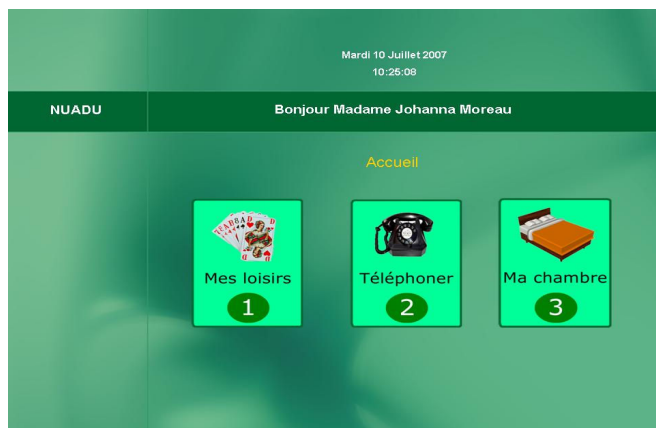 Mardi 10 Juillet 2007
10:25:08
NUADU
Bonjour Madame Johanna Moreau
Accueil
Mes loisirs
Téléphoner
Ma chambre
1
2
3